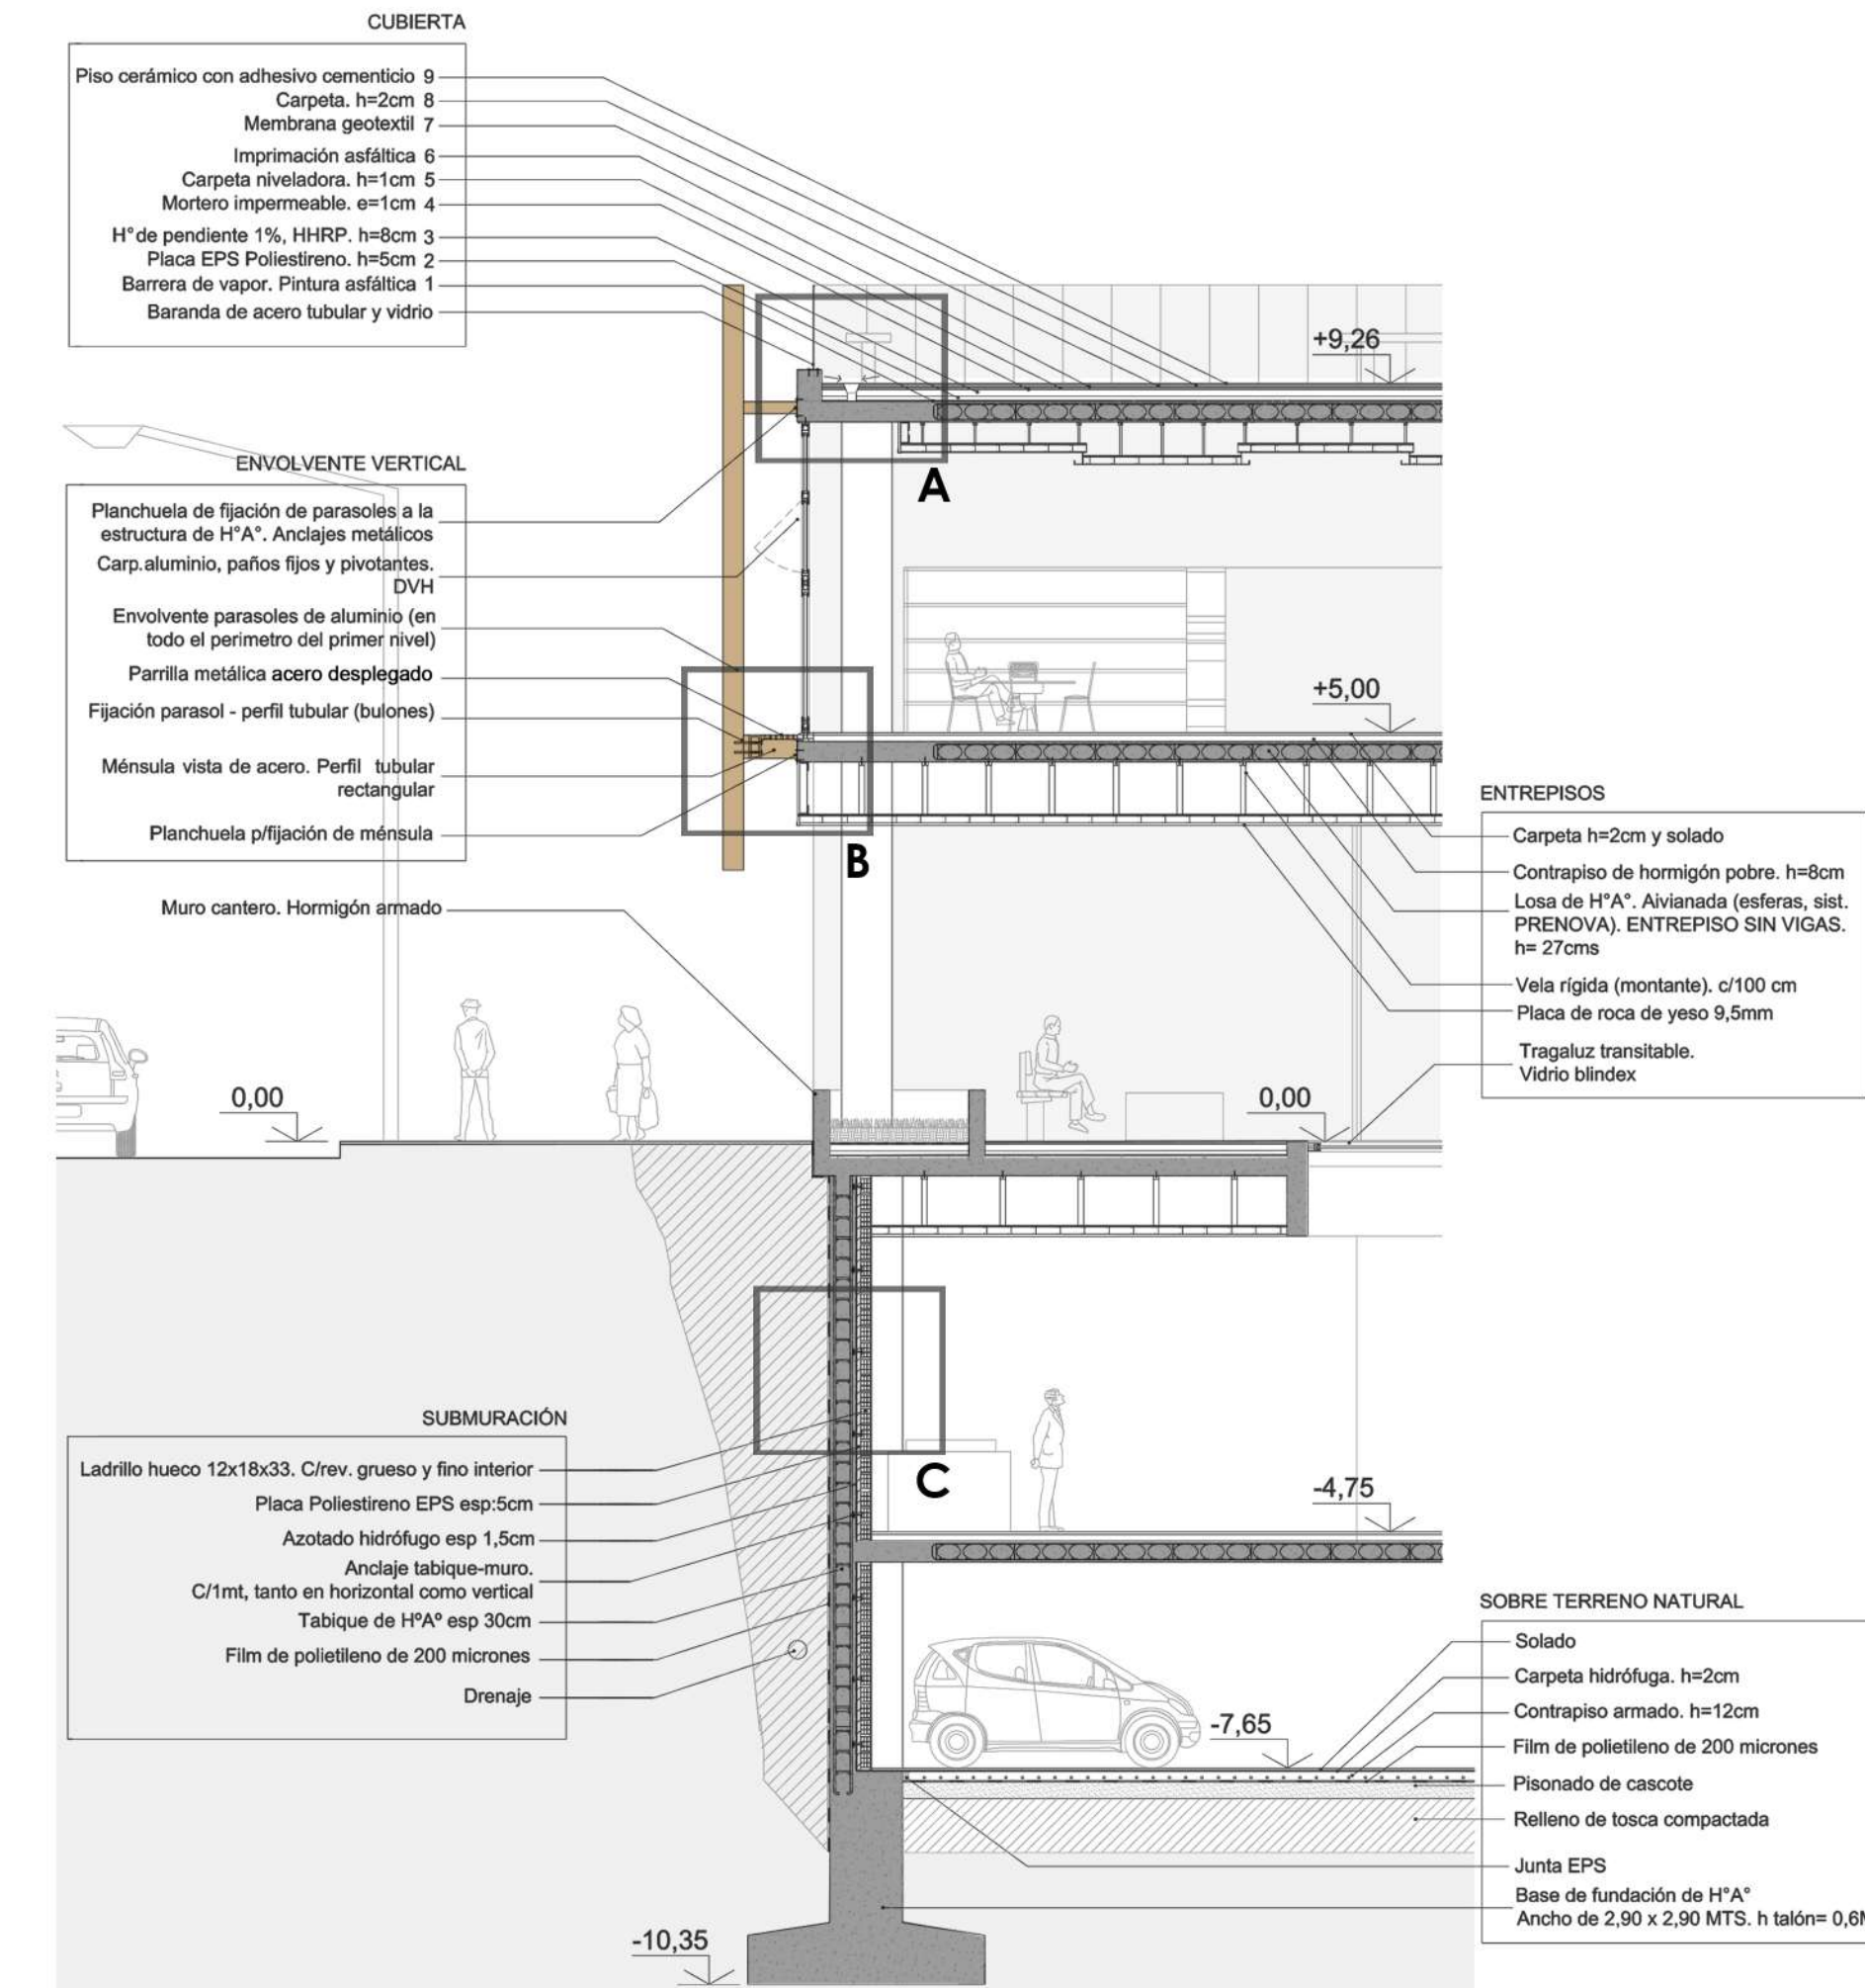 CUBIERTA
Piso cerámico con adhesivo cementicio 9
Carpeta. h=2cm 8
Membrana geotextil 7
Imprimación asfáltica 6
Carpeta niveladora. h=1cm 5
Mortero impermeable. e=1cm 4
H° de pendiente 1%, HHRP. h=8cm 3
Placa EPS Poliestireno. h=5cm 2
Barrera de vapor. Pintura asfáltica 1
Baranda de acero tubular y vidrio
+9,26
A
ENVOLVENTE VERTICAL
Planchuela de fijación de parasoles a la
estructura de H°A°. Anclajes metálicos
Carp.aluminio, paños fijos y pivotantes.
DVH
Envolvente parasoles de aluminio (en
todo el perimetro del primer nivel)
Parrilla metálica acero desplegado
Fijación parasol - perfil tubular (bulones)
Ménsula vista de acero. Perfil tubular
rectangular
Planchuela p/fijación de ménsula
+5,00
B
Muro cantero. Hormigón armado
ENTREPISOS
Carpeta h=2cm y solado
Contrapiso de hormigón pobre. h=8cm
Losa de H°A°. Aivianada (esferas, sist.
PRENOVA). ENTREPISO SIN VIGAS.
h= 27cms
Vela rígida (montante). c/100 cm
Placa de roca de yeso 9,5mm
Tragaluz transitable.
Vidrio blindex
0,00
0,00
SUBMURACIÓN
Ladrillo hueco 12x18x33. C/rev. grueso y fino interior
Placa Poliestireno EPS esp:5cm
Azotado hidrófugo esp 1,5cm
Anclaje tabique-muro.
C/1mt, tanto en horizontal como vertical
Tabique de HºAº esp 30cm
Film de polietileno de 200 micrones
Drenaje
C
-4,75
-7,65
SOBRE TERRENO NATURAL
Solado
Carpeta hidrófuga. h=2cm
Contrapiso armado. h=12cm
Film de polietileno de 200 micrones
Pisonado de cascote
Relleno de tosca compactada
Junta EPS
Base de fundación de H°A°
Ancho de 2,90 x 2,90 MTS. h talón= 0,6M
-10,35